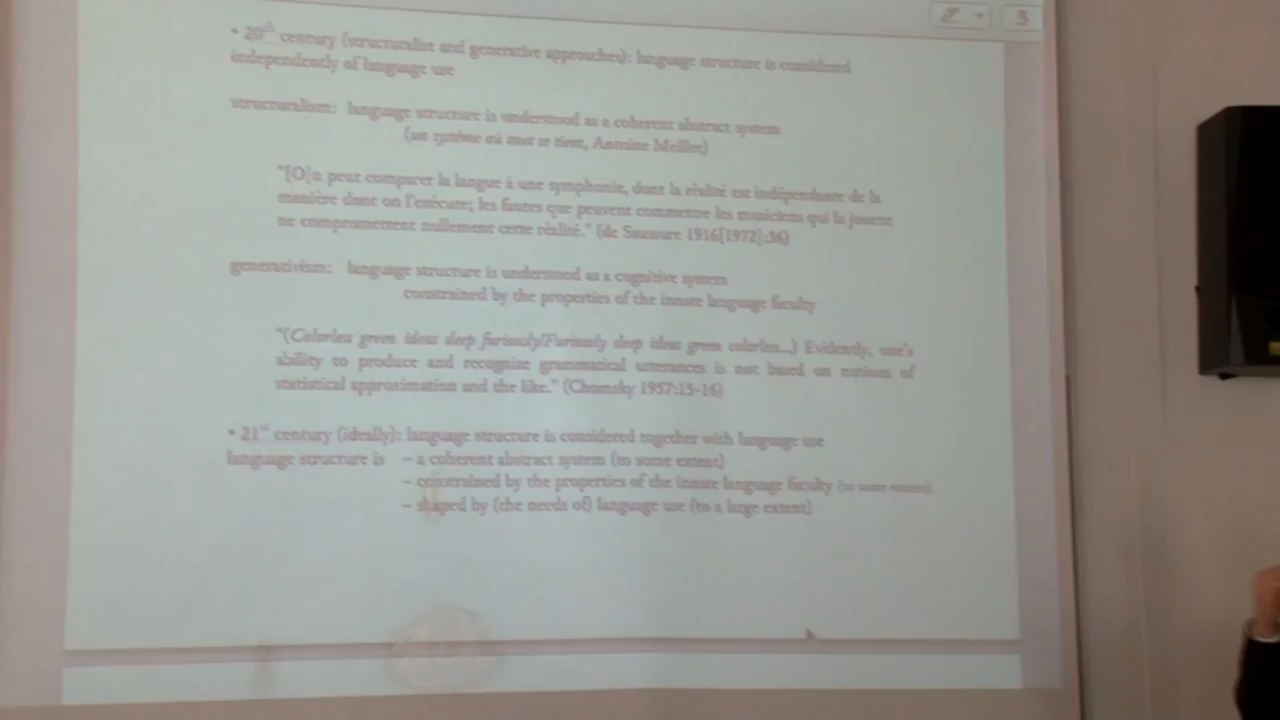 5
• 20th century (structuralist and generative approaches): language structure is considered
independently of language use
structuralism: language structure is understood as a coherent abstract system
(un système où tout se tient, Antoine Meillet)
"[O]n peut comparer la langue à une symphonie, dont la réalité est indépendante de la
manière dont on l'exécute; les fautes que peuvent commettre les musiciens qui la jouent
ne compromettent nullement cette réalité." (de Saussure 1916[1972]:36)
generativism: language structure is understood as a cognitive system
constrained by the properties of the innate language faculty
"(Colorless green ideas sleep furiously/Furiously sleep ideas green colorless...) Evidently, one's
ability to produce and recognize grammatical utterances is not based on notions of
statistical approximation and the like." (Chomsky 1957:15-16)
• 21st century (ideally): language structure is considered together with language use
language structure is – a coherent abstract system (to some extent)
– constrained by the properties of the innate language faculty (to some extent)
– shaped by (the needs of) language use (to a large extent)